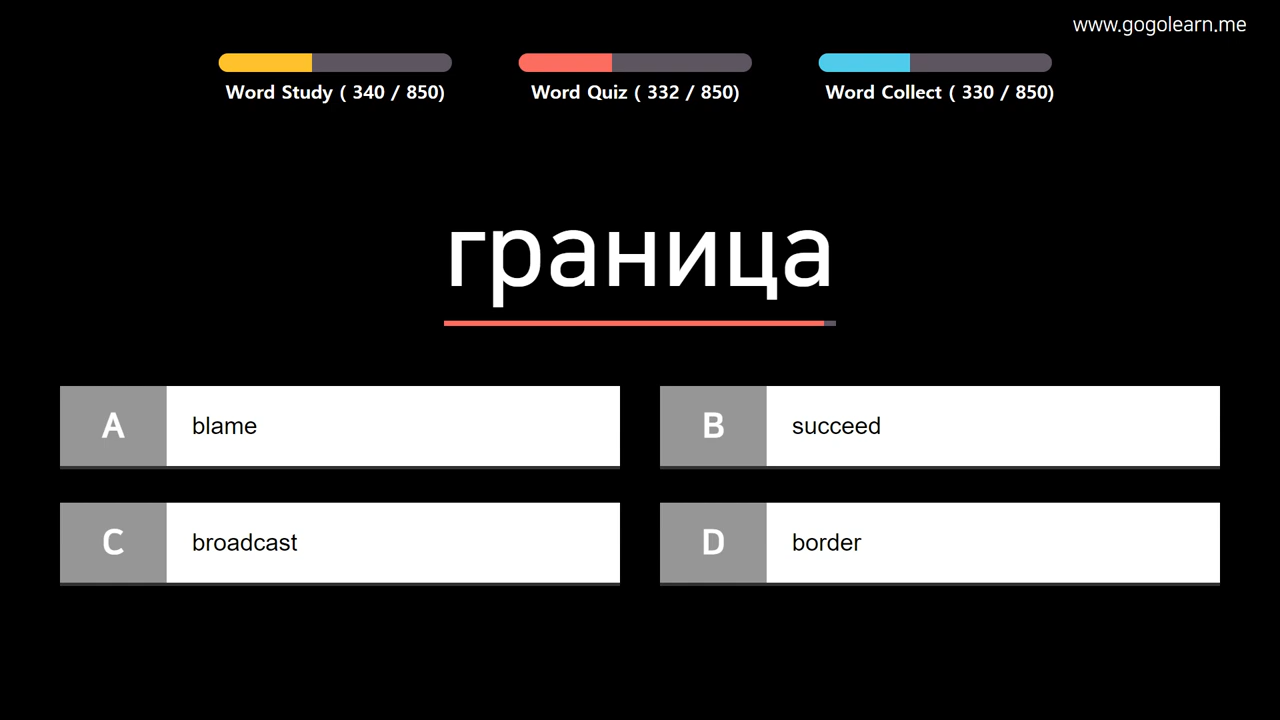 www.gogolearn.me
Word Study ( 340 / 850)
Word Quiz ( 332 / 850)
Word Collect ( 330 / 850)
граница
A blame
B succeed
C broadcast
D border